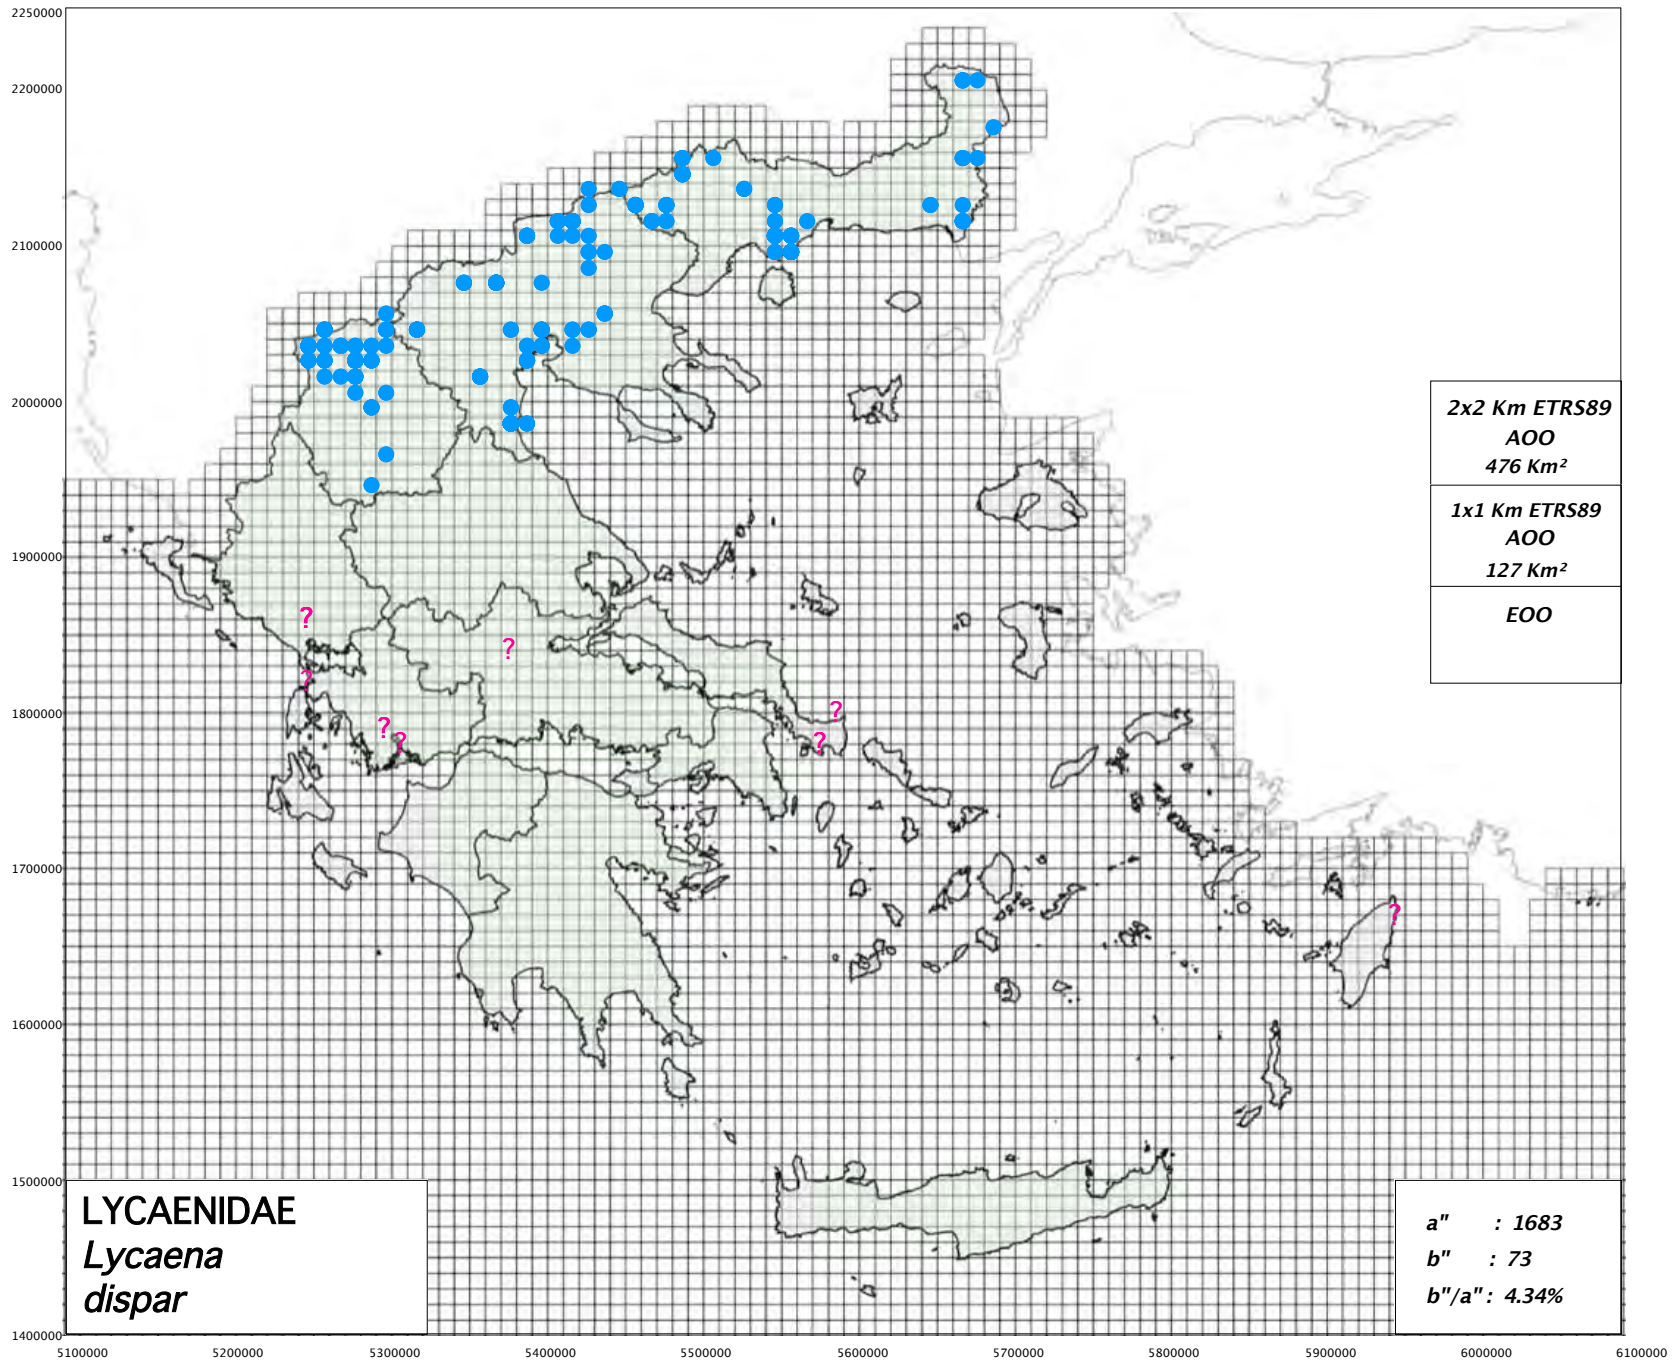 2250000
2200000
2100000
2000000
1900000
1800000
1700000
1600000
1500000
1400000
?
?
?
?
?
?
?
?
2x2 Km ETRS89
AOO
476 Km²
1x1 Km ETRS89
AOO
127 Km²
EOO
LYCAENIDAE
Lycaena
dispar
a" : 1683
b" : 73
b"/a" : 4.34%
5100000 5200000 5300000 5400000 5500000 5600000 5700000 5800000 5900000 6000000 6100000